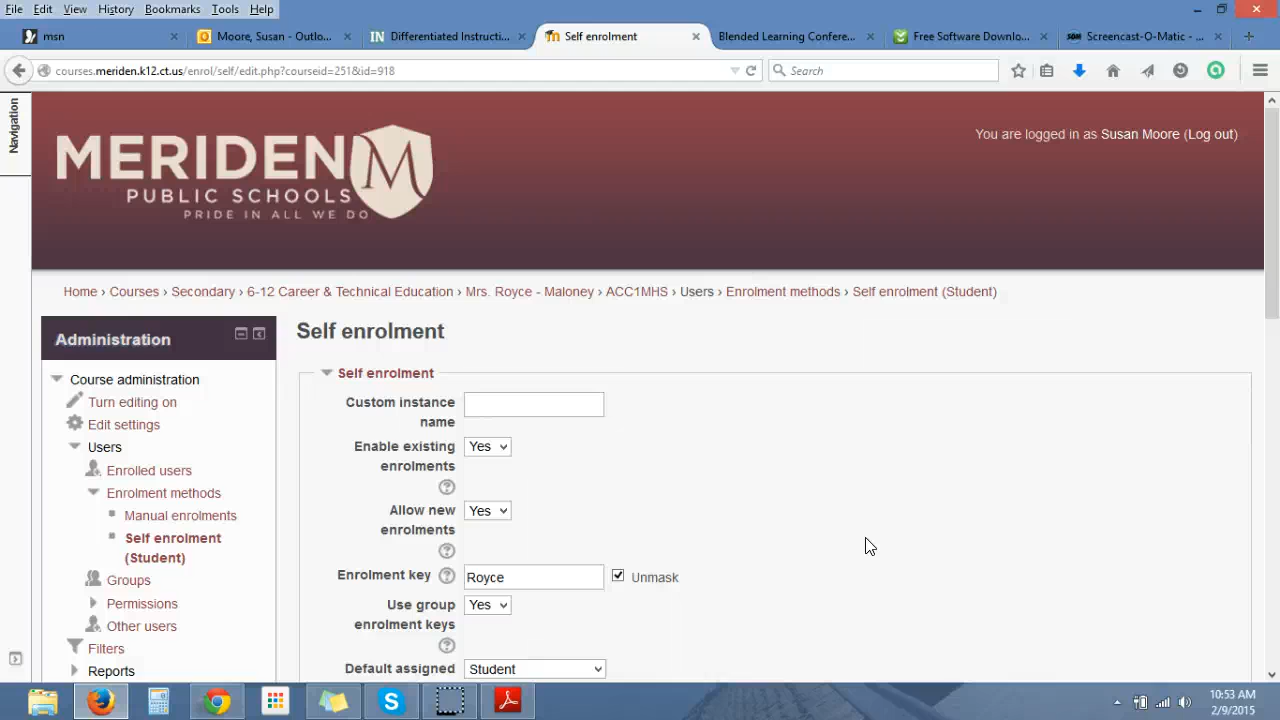 File Edit View History Bookmarks Tools Help
msn
Moore, Susan - Outlo...
Differentiated Instructi...
Self enrolment
Blended Learning Confere...
Free Software Downlo...
Screencast-O-Matic - ...
courses.meriden.k12.ct.us/enrol/self/edit.php?courseid=251&id=918
Search
Navigation
MERIDEN
PUBLIC SCHOOLS
PRIDE IN ALL WE DO
M
You are logged in as Susan Moore (Log out)
Home › Courses › Secondary › 6-12 Career & Technical Education › Mrs. Royce - Maloney › ACC1MHS › Users › Enrolment methods › Self enrolment (Student)
Administration
Course administration
Turn editing on
Edit settings
Users
Enrolled users
Enrolment methods
Manual enrolments
Self enrolment
(Student)
Groups
Permissions
Other users
Filters
Reports
Self enrolment
Self enrolment
Custom instance
name
Enable existing
enrolments
Yes
Allow new
enrolments
Yes
Enrolment key
Royce
Unmask
Use group
enrolment keys
Yes
Default assigned
Student
10:53 AM
2/9/2015